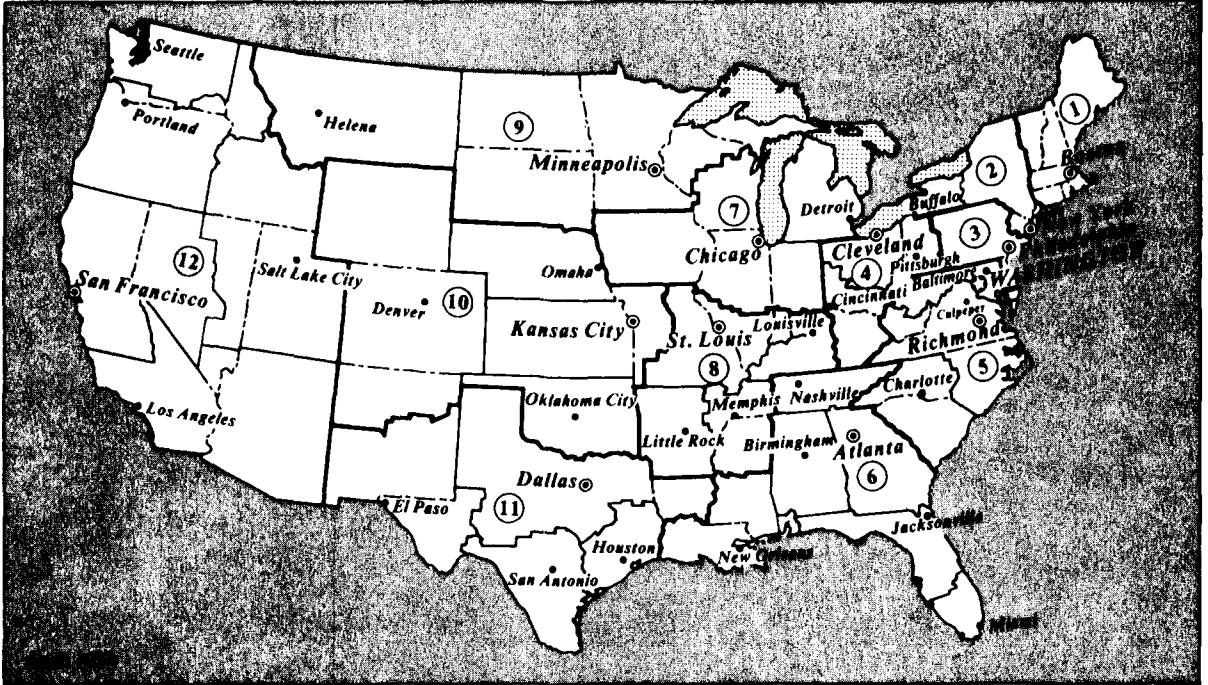 Seattle
Portland
Helena
9
Minneapolis
1
Boston
2
Buffalo
7
Detroit
3
New York
Philadelphia
Chicago
Cleveland
4
Pittsburgh
Baltimore
Cincinnati
Culpeper
Richmond
5
12
San Francisco
Salt Lake City
Omaha
Denver
10
Kansas City
St. Louis
Louisville
8
Los Angeles
Oklahoma City
Memphis
Nashville
Charlotte
Little Rock
Birmingham
Atlanta
6
Dallas
11
El Paso
Jacksonville
Houston
New Orleans
San Antonio
Miami